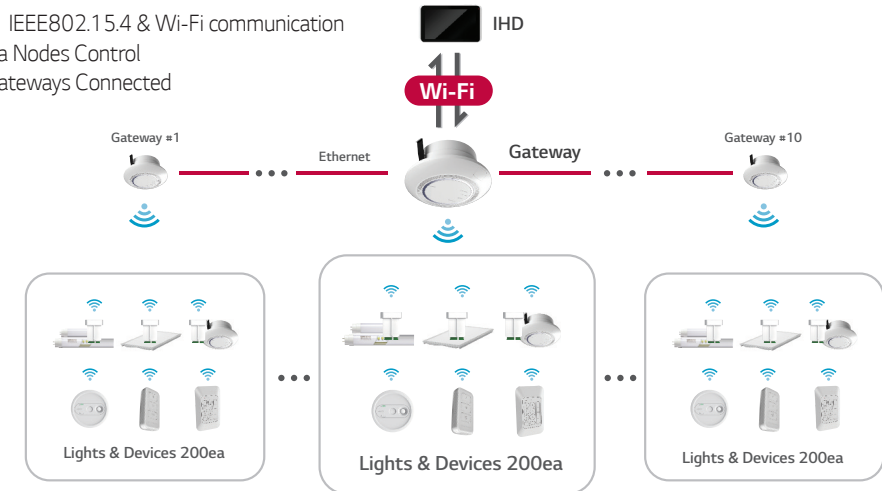 IEEE802.15.4 & Wi-Fi communication
a Nodes Control
ateways Connected
IHD
Wi-Fi
Gateway #1
Ethernet
Gateway
Gateway #10
Lights & Devices 200ea
Lights & Devices 200ea
Lights & Devices 200ea